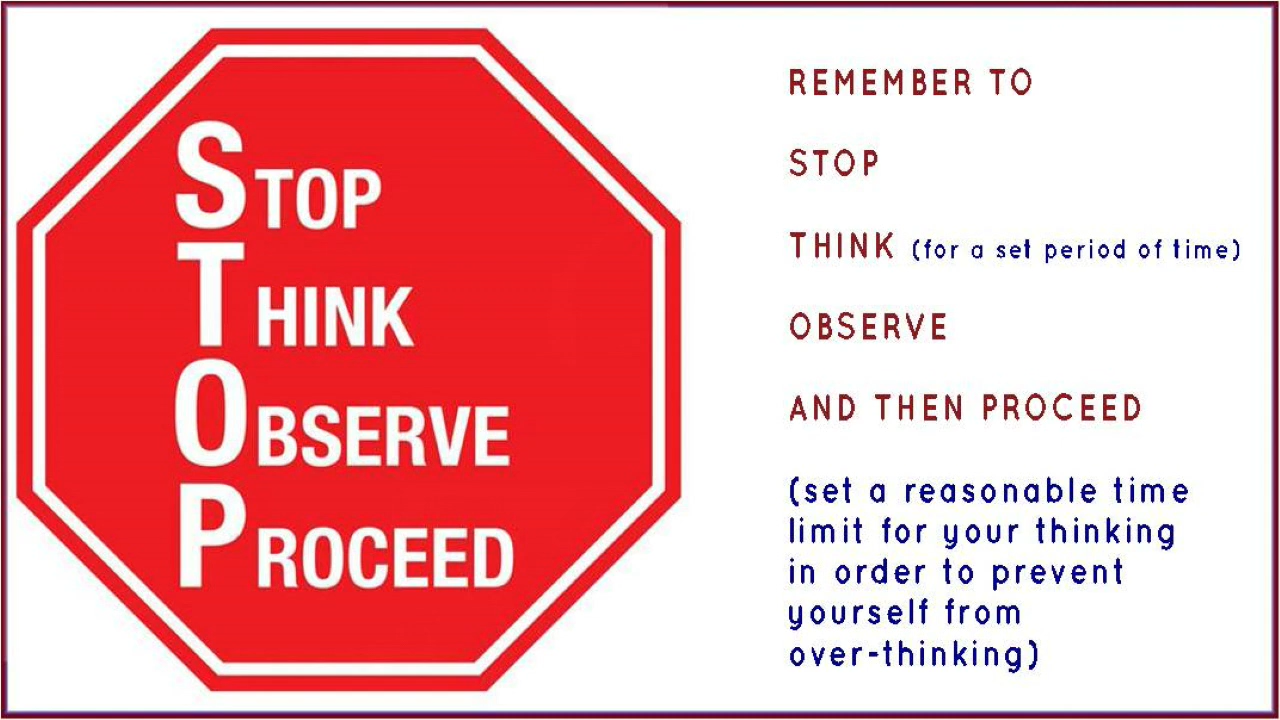 STOP
THINK
OBSERVE
PROCEED
REMEMBER TO
STOP
THINK (for a set period of time)
OBSERVE
AND THEN PROCEED
(set a reasonable time
limit for your thinking
in order to prevent
yourself from
over-thinking)